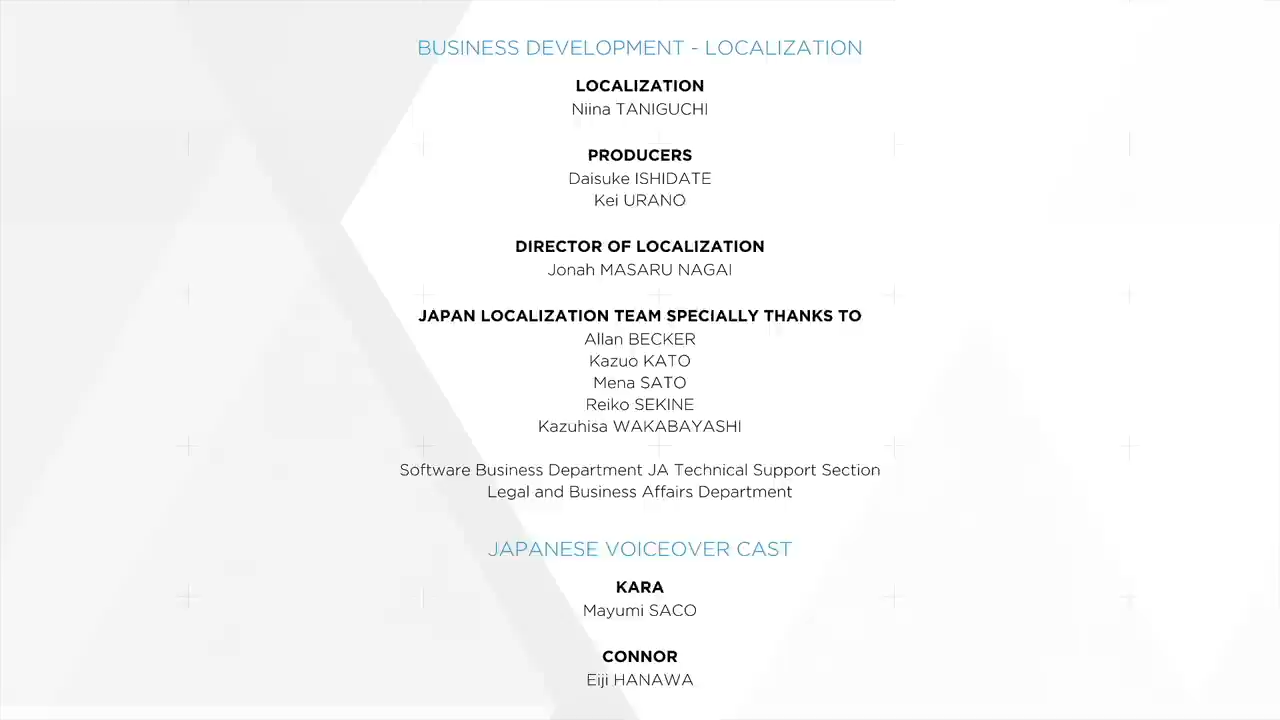 BUSINESS DEVELOPMENT - LOCALIZATION
LOCALIZATION
Niina TANIGUCHI
PRODUCERS
Daisuke ISHIDATE
Kei URANO
DIRECTOR OF LOCALIZATION
Jonah MASARU NAGAI
JAPAN LOCALIZATION TEAM SPECIALLY THANKS TO
Allan BECKER
Kazuo KATO
Mena SATO
Reiko SEKINE
Kazuhisa WAKABAYASHI
Software Business Department JA Technical Support Section
Legal and Business Affairs Department
JAPANESE VOICEOVER CAST
KARA
Mayumi SACO
CONNOR
Eiji HANAWA